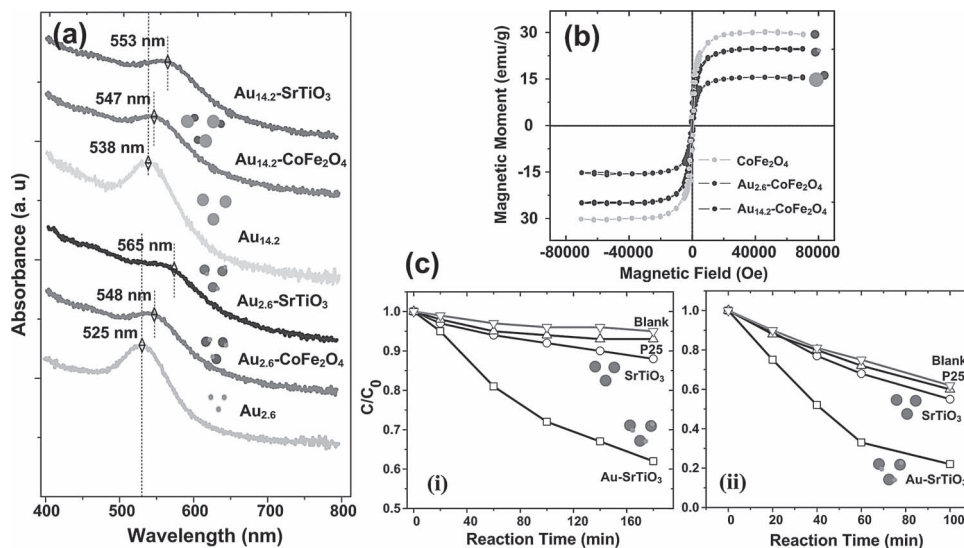 (a)
553 nm
Au14.2-SrTiO3
547 nm
Au14.2-CoFe2O4
538 nm
Au14.2
565 nm
Au2.6-SrTiO3
548 nm
Au2.6-CoFe2O4
525 nm
Au2.6
Absorbance (a. u)
400 500 600 700 800
Wavelength (nm)
(b)
Magnetic Moment (emu/g)
30
15
0
-15
30
CoFe2O4
Au2.6-CoFe2O4
Au14.2-CoFe2O4
-80000 -40000 0 40000 80000
Magnetic Field (Oe)
(c)
C/C0
1.0
0.9
0.8
0.7
0.6
0.5
Blank
P25
SrTiO3
Au-SrTiO3
(i)
0 40 80 120 160
Reaction Time (min)
1.0
0.8
0.6
0.4
0.2
0.0
Blank
P25
SrTiO3
Au-SrTiO3
(ii)
0 20 40 60 80 100
Reaction Time (min)